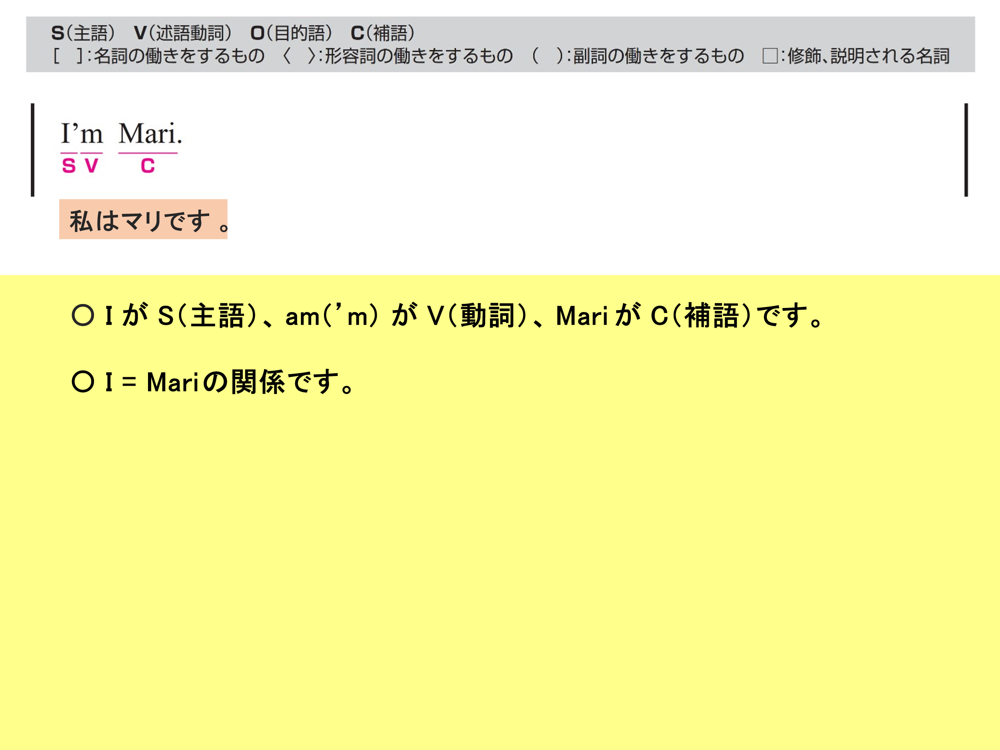 S（主語） V（述語動詞） O（目的語） C（補語）
［　］：名詞の働きをするもの 〈　〉：形容詞の働きをするもの （　）：副詞の働きをするもの □：修飾、説明される名詞
I’m Mari.
S V C
私はマリです。
〇 I が S（主語）、am（’m）が V（動詞）、Mari が C（補語）です。
〇 I = Mariの関係です。